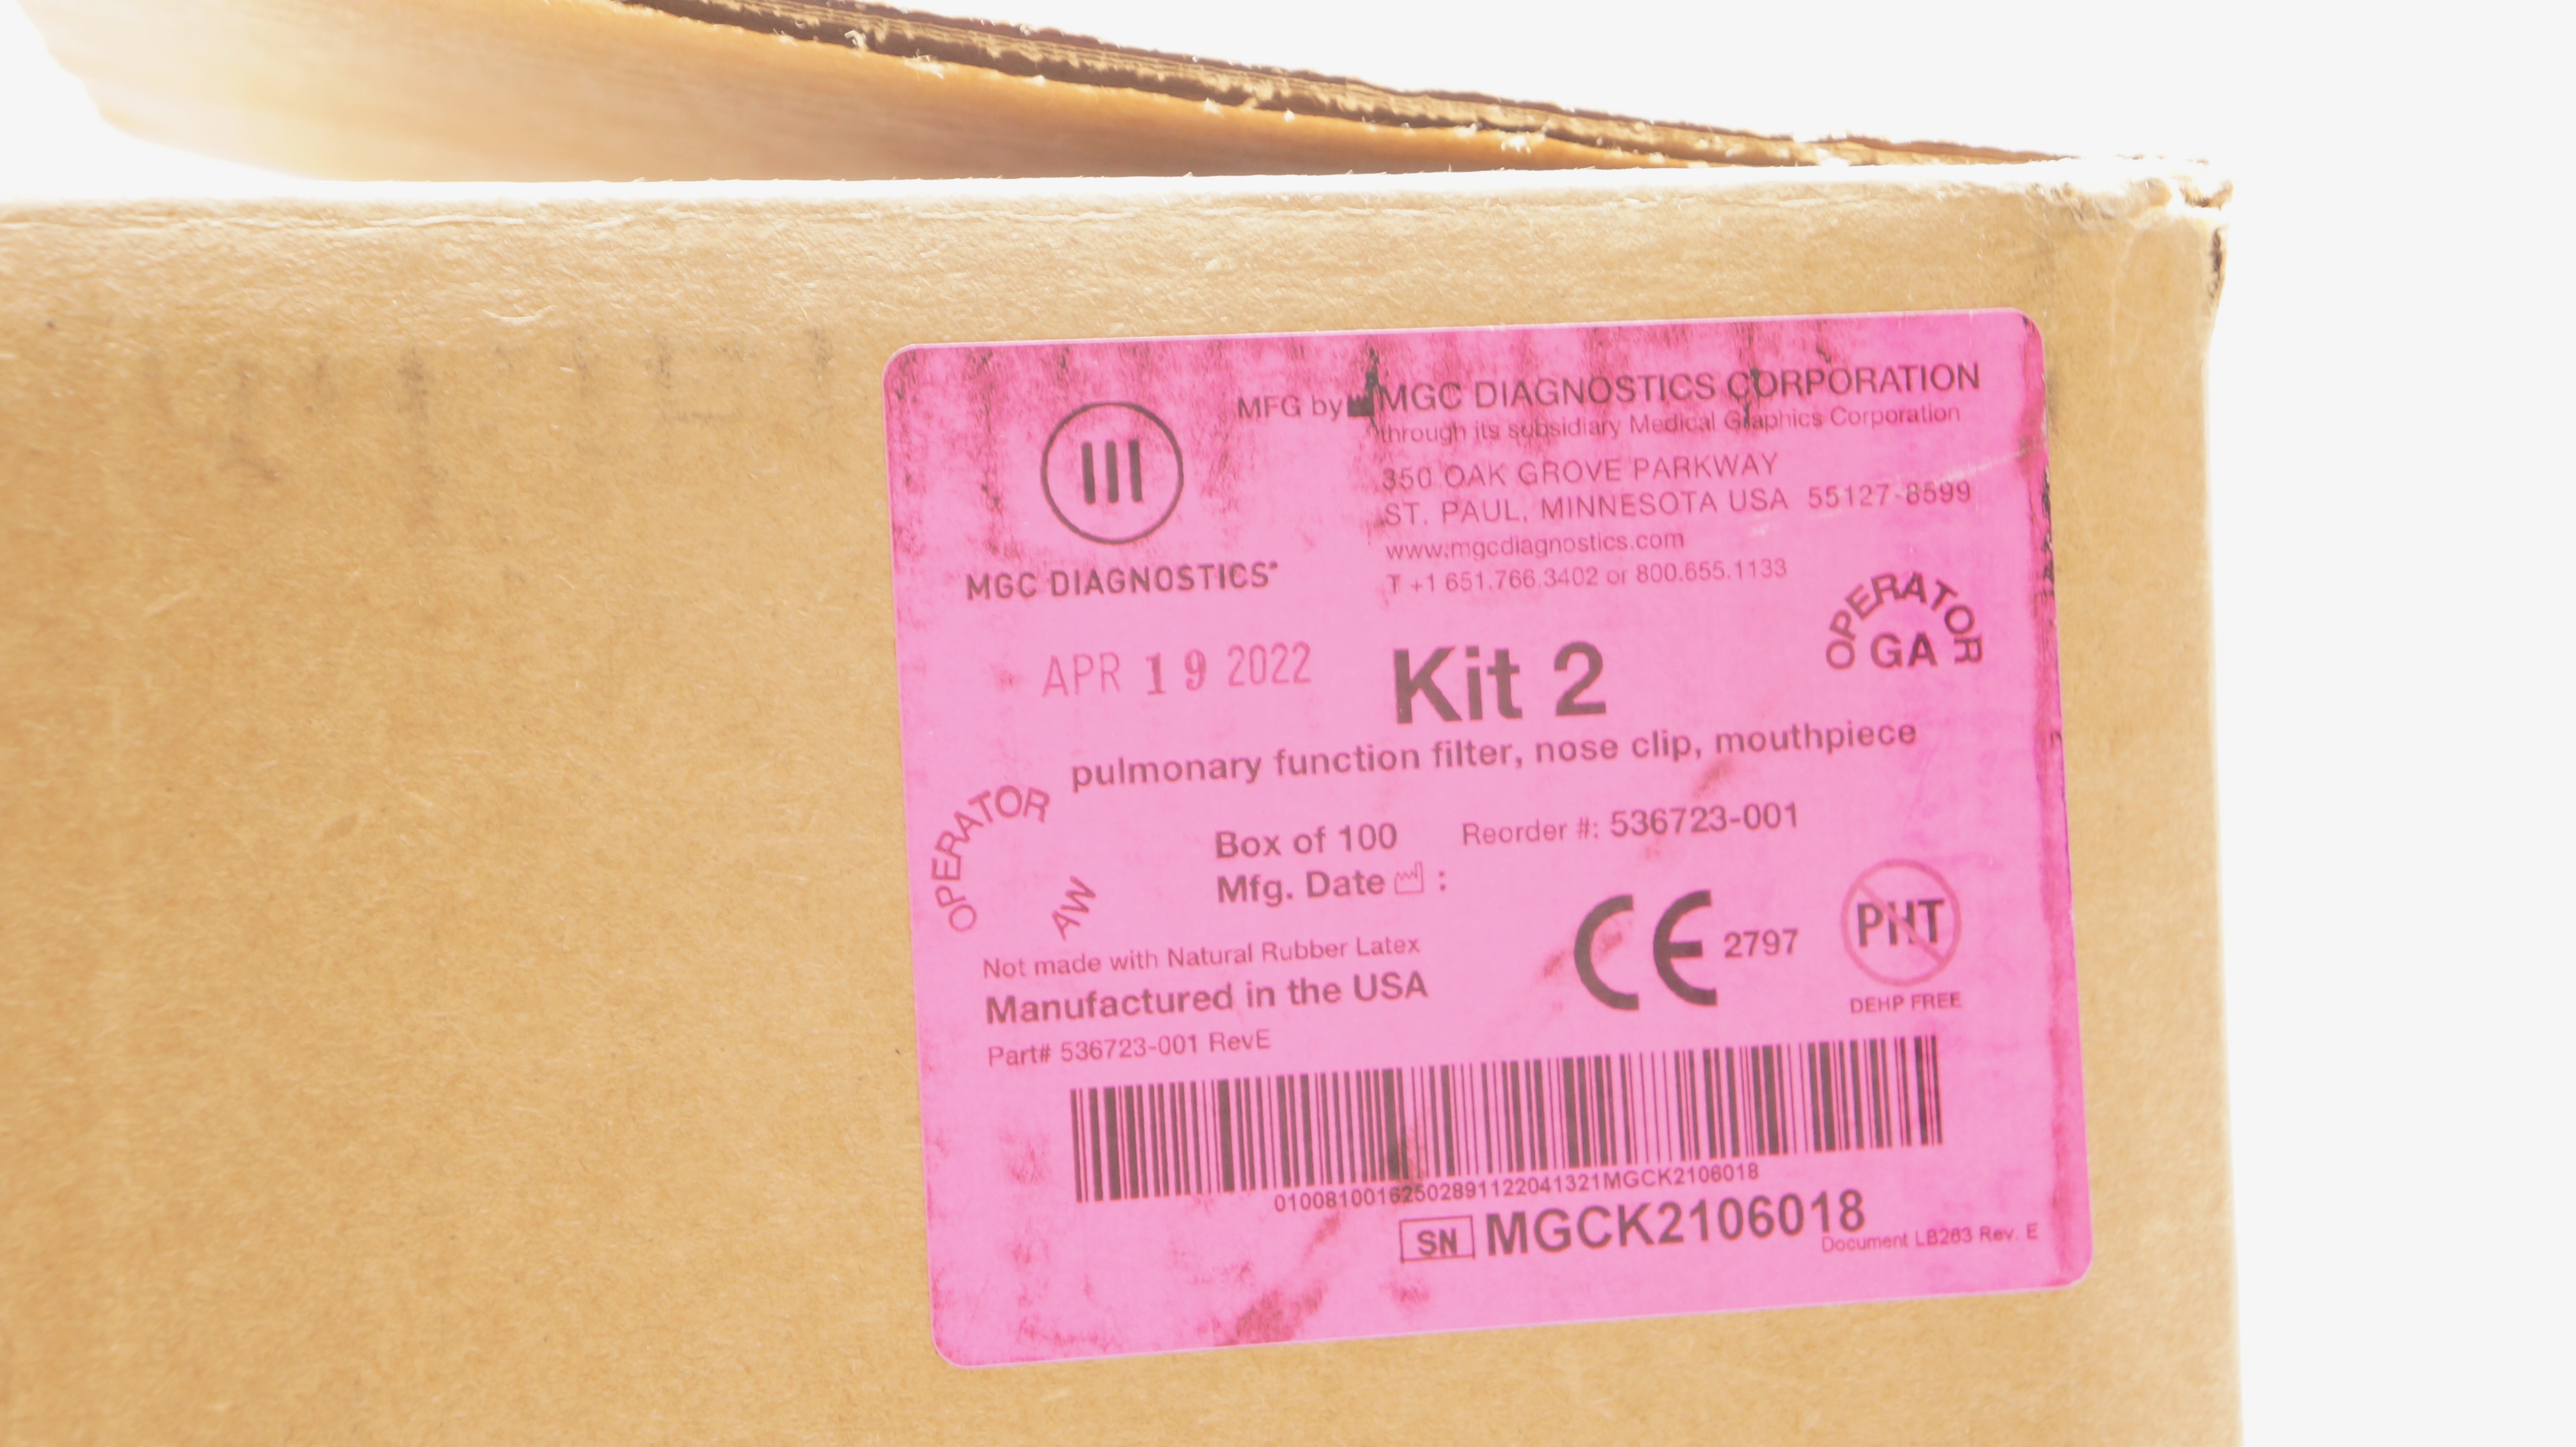 MFG by MGC DIAGNOSTICS CORPORATION
through its subsidiary Medical Graphics Corporation
350 OAK GROVE PARKWAY
ST. PAUL, MINNESOTA USA 55127-8599
www.mgcdiagnostics.com
T +1 651.766.3402 or 800.655.1133
MGC DIAGNOSTICS
OPERATOR
GA
APR 19 2022
Kit 2
pulmonary function filter, nose clip, mouthpiece
OPERATOR
AW
Box of 100 Reorder #: 536723-001
Mfg. Date :
Not made with Natural Rubber Latex
Manufactured in the USA
Part# 536723-001 RevE
CE 2797
PHT
DEHP FREE
01008100162502891122041321MGCK2106018
SN MGCK2106018
Document LB263 Rev. E